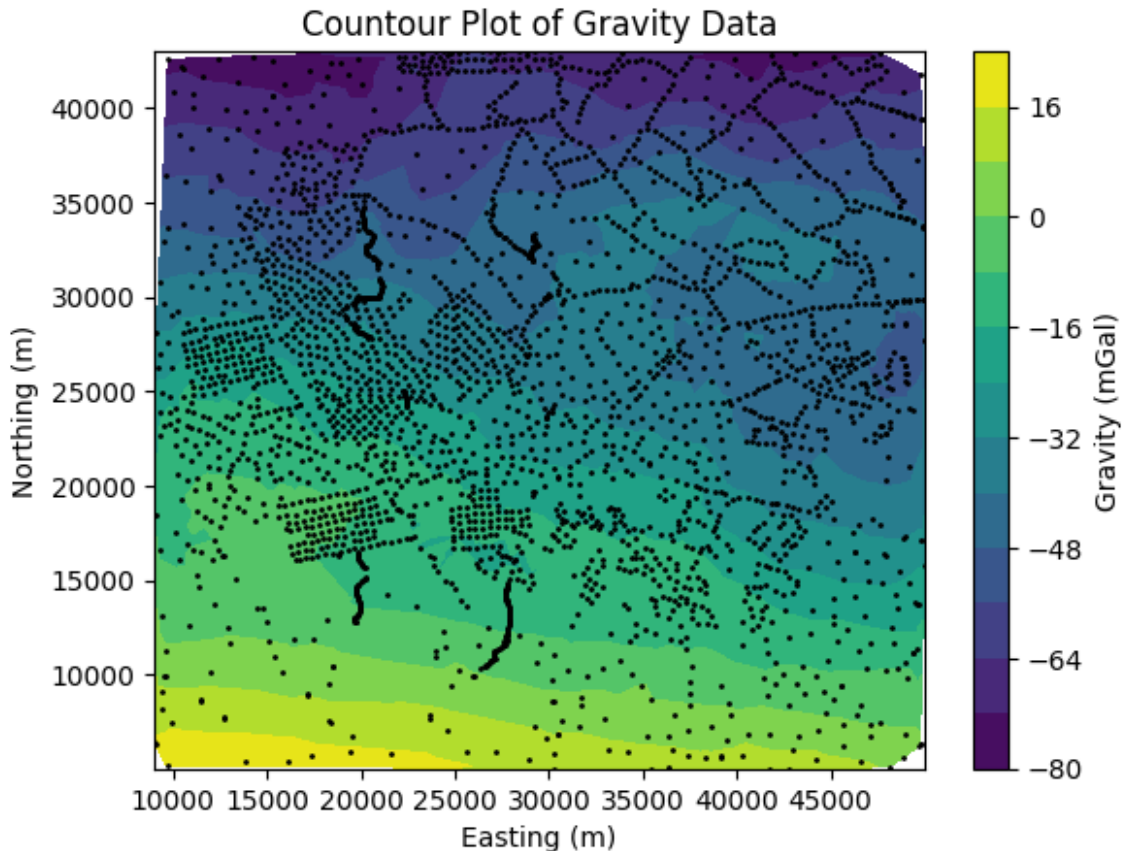 Countour Plot of Gravity Data
40000
35000
30000
25000
20000
15000
10000
Northing (m)
10000 15000 20000 25000 30000 35000 40000 45000
Easting (m)
16
0
−16
−32
−48
−64
−80
Gravity (mGal)